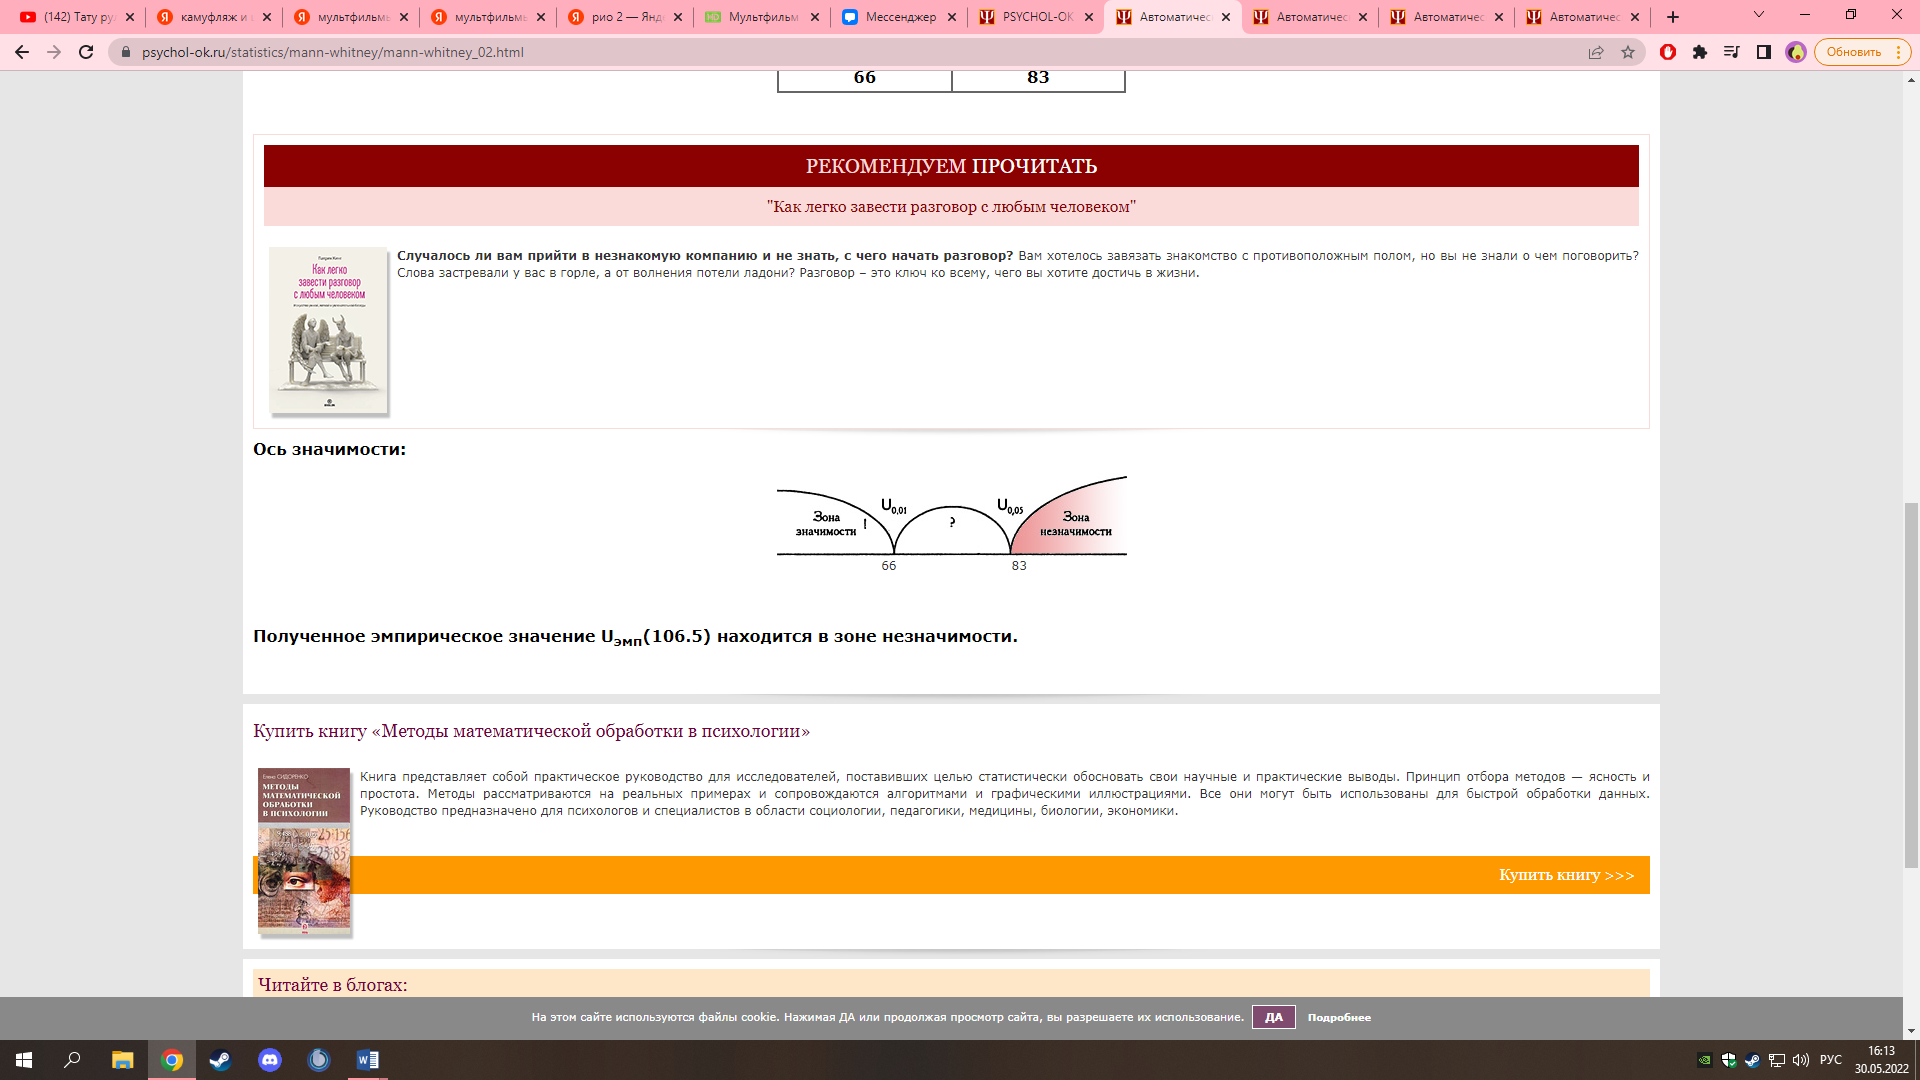 (142) Тату рул
камуфляж и
мультфильмы
мультфильмы
рио 2 — Янд
Мультфильм
Мессенджер
PSYCHOL-OK
Автоматичес
Автоматичес
Автоматичес
Автоматичес
psychol-ok.ru/statistics/mann-whitney/mann-whitney_02.html
Обновить
66 83
РЕКОМЕНДУЕМ ПРОЧИТАТЬ
"Как легко завести разговор с любым человеком"
Как легко
завести разговор
с любым человеком
Случалось ли вам прийти в незнакомую компанию и не знать, с чего начать разговор? Вам хотелось завязать знакомство с противоположным полом, но вы не знали о чем поговорить?
Слова застревали у вас в горле, а от волнения потели ладони? Разговор – это ключ ко всему, чего вы хотите достичь в жизни.
Ось значимости:
U0,01 U0,05
Зона
значимости
!
?
Зона
незначимости
66 83
Полученное эмпирическое значение Uэмп(106.5) находится в зоне незначимости.
Купить книгу «Методы математической обработки в психологии»
Елена СИДОРЕНКО
МЕТОДЫ
МАТЕМАТИЧЕСКОЙ
ОБРАБОТКИ
В ПСИХОЛОГИИ
Книга представляет собой практическое руководство для исследователей, поставивших целью статистически обосновать свои научные и практические выводы. Принцип отбора методов — ясность и
простота. Методы рассматриваются на реальных примерах и сопровождаются алгоритмами и графическими иллюстрациями. Все они могут быть использованы для быстрой обработки данных.
Руководство предназначено для психологов и специалистов в области социологии, педагогики, медицины, биологии, экономики.
Купить книгу >>>
Читайте в блогах:
На этом сайте используются файлы cookie. Нажимая ДА или продолжая просмотр сайта, вы разрешаете их использование. ДА Подробнее
РУС
16:13
30.05.2022